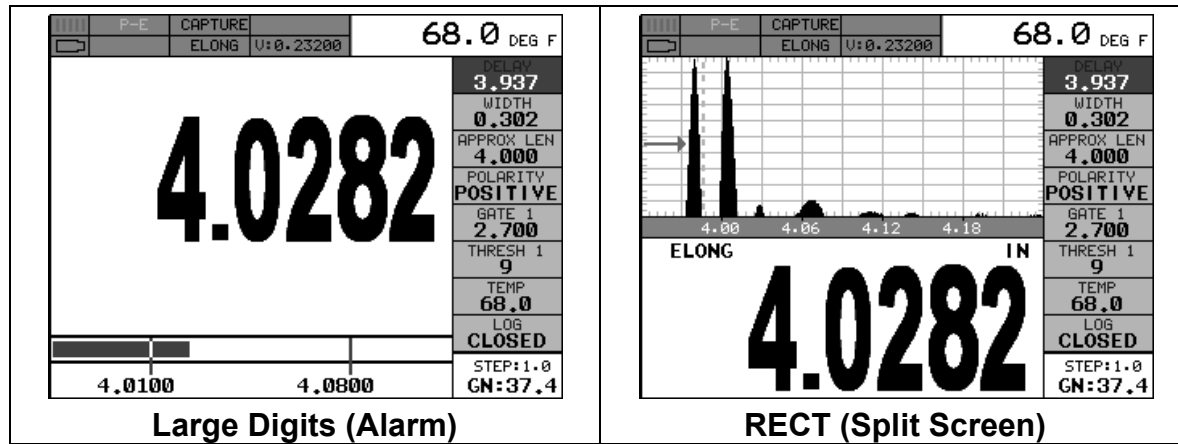 P-E CAPTURE
ELONG V:0.23200
68.0 DEG F
4.0282
DELAY
3.937
WIDTH
0.302
APPROX LEN
4.000
POLARITY
POSITIVE
GATE 1
2.700
THRESH 1
9
TEMP
68.0
LOG
CLOSED
STEP:1.0
GN:37.4
4.0100 4.0800
Large Digits (Alarm)
P-E CAPTURE
ELONG V:0.23200
68.0 DEG F
4.00 4.06 4.12 4.18
ELONG IN
4.0282
DELAY
3.937
WIDTH
0.302
APPROX LEN
4.000
POLARITY
POSITIVE
GATE 1
2.700
THRESH 1
9
TEMP
68.0
LOG
CLOSED
STEP:1.0
GN:37.4
RECT (Split Screen)